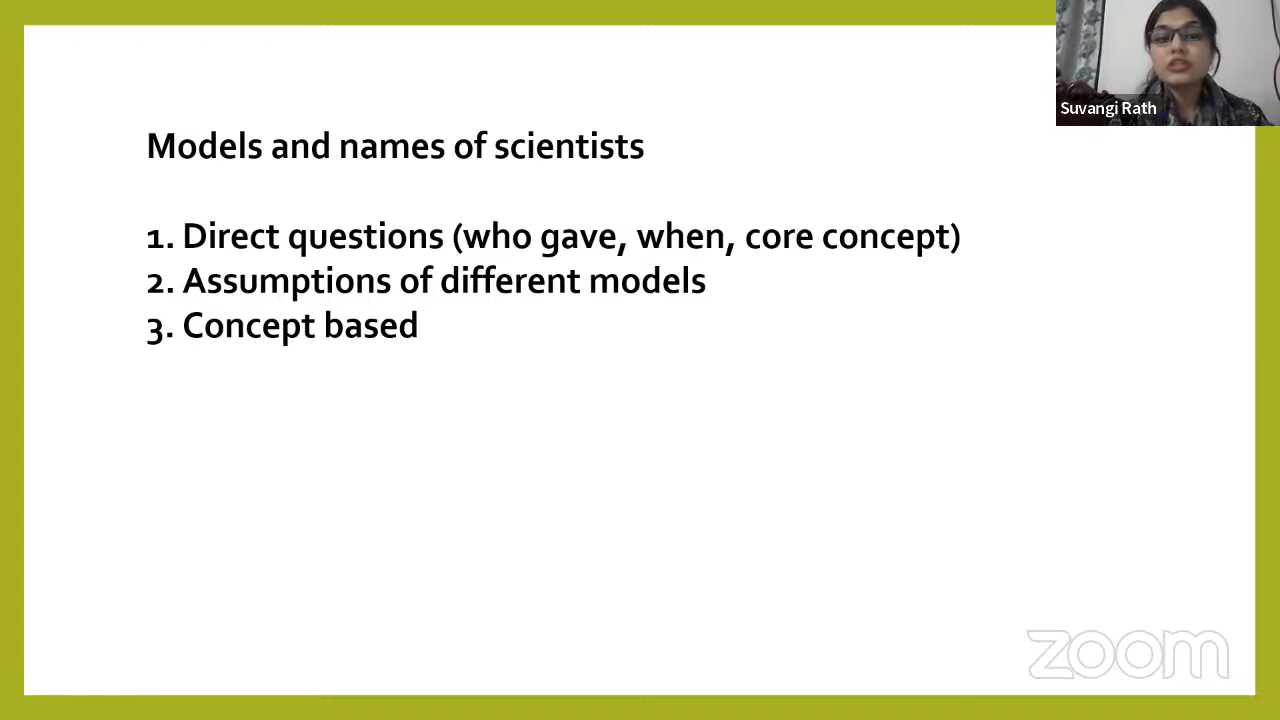 Suvangi Rath
Models and names of scientists
1. Direct questions (who gave, when, core concept)
2. Assumptions of different models
3. Concept based
zoom